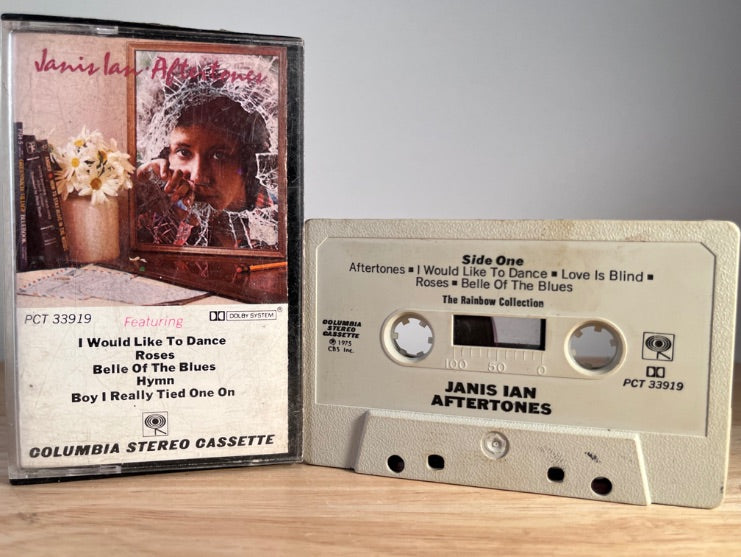 Janis Ian Aftertones
PCT 33919
Featuring
DOLBY SYSTEM®
I Would Like To Dance
Roses
Belle Of The Blues
Hymn
Boy I Really Tied One On
COLUMBIA STEREO CASSETTE
Side One
Aftertones ▪ I Would Like To Dance ▪ Love Is Blind ▪
Roses ▪ Belle Of The Blues
The Rainbow Collection
COLUMBIA
STEREO
CASSETTE
℗ 1975
CBS Inc.
100 50 0
PCT 33919
JANIS IAN
AFTERTONES